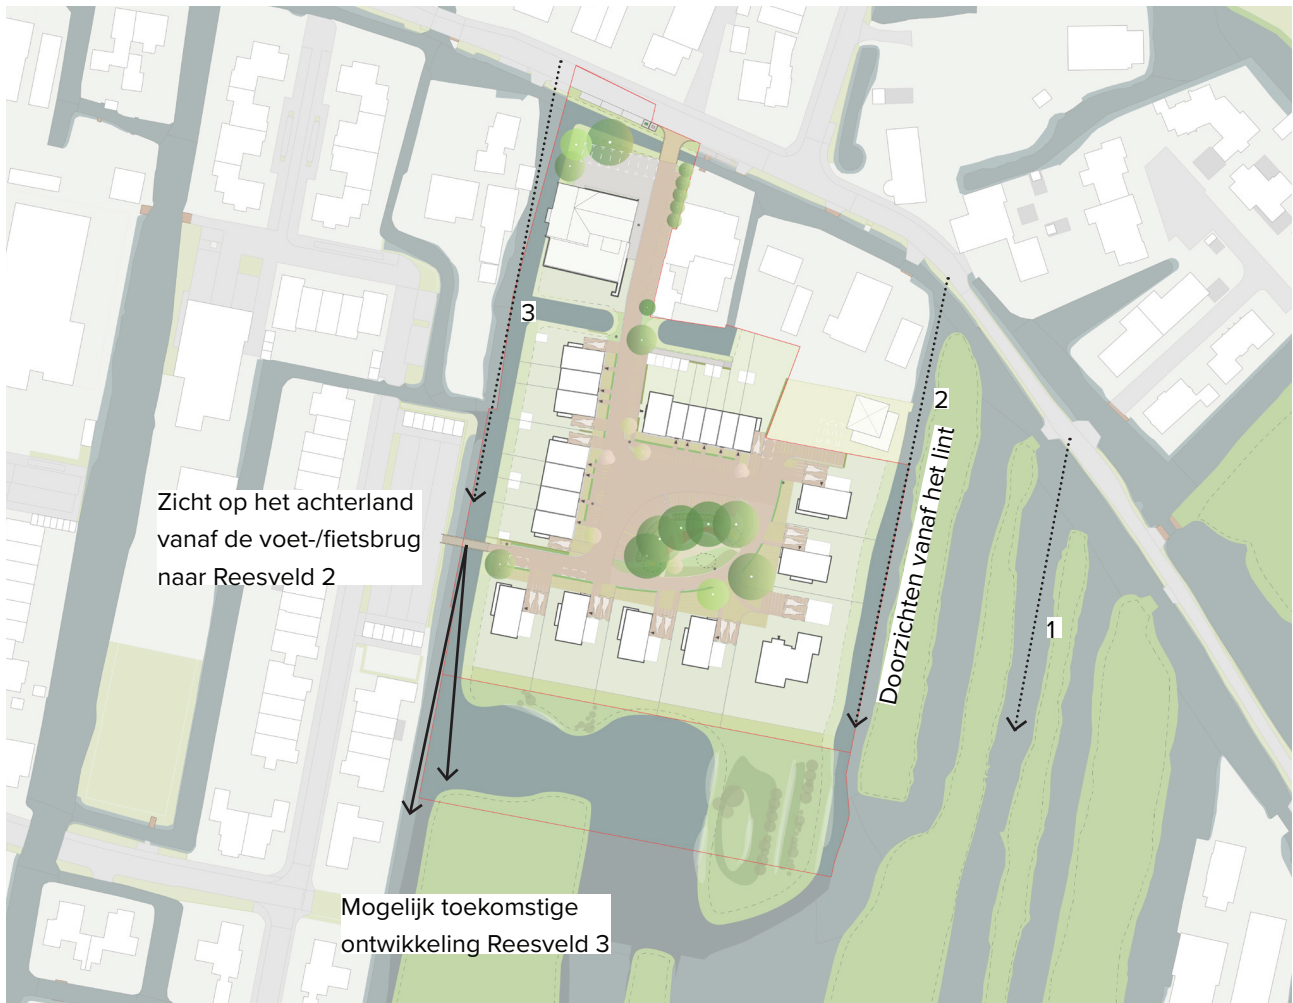 3
2
Doorzichten vanaf het lint
1
Zicht op het achterland
vanaf de voet-/fietsbrug
naar Reesveld 2
Mogelijk toekomstige
ontwikkeling Reesveld 3